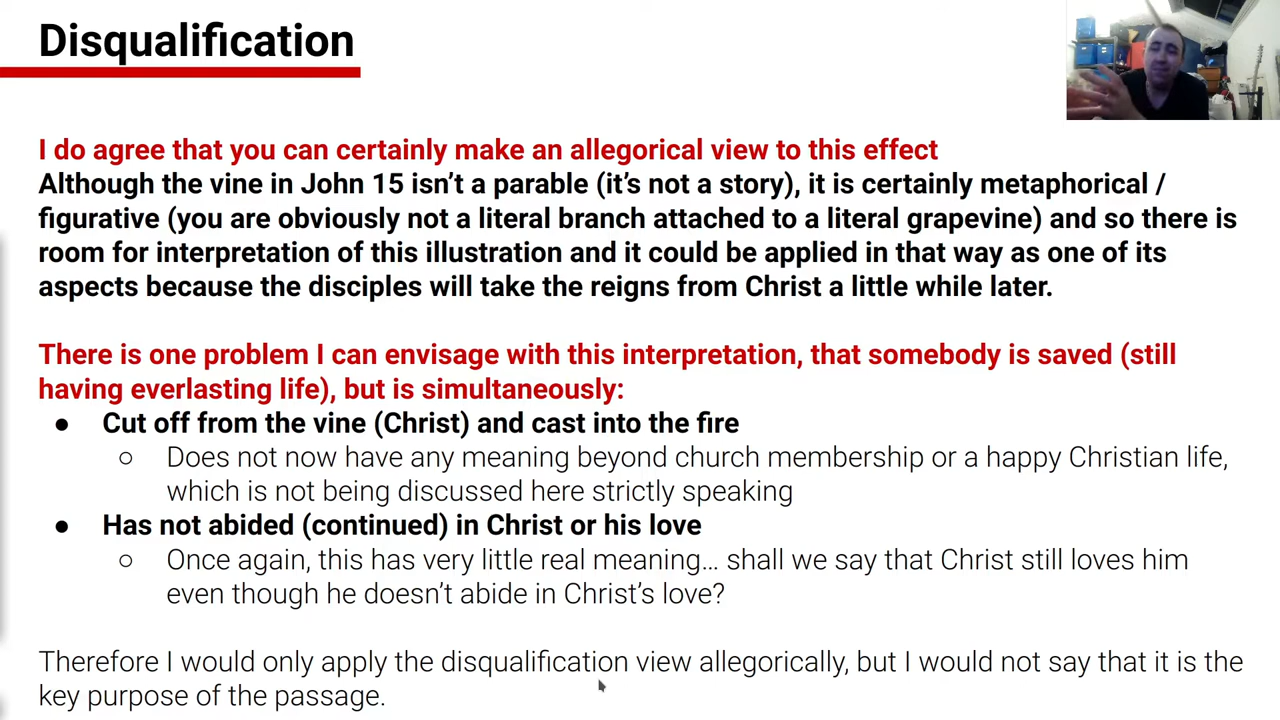 Disqualification
I do agree that you can certainly make an allegorical view to this effect
Although the vine in John 15 isn’t a parable (it’s not a story), it is certainly metaphorical /
figurative (you are obviously not a literal branch attached to a literal grapevine) and so there is
room for interpretation of this illustration and it could be applied in that way as one of its
aspects because the disciples will take the reigns from Christ a little while later.
There is one problem I can envisage with this interpretation, that somebody is saved (still
having everlasting life), but is simultaneously:
● Cut off from the vine (Christ) and cast into the fire
○ Does not now have any meaning beyond church membership or a happy Christian life,
which is not being discussed here strictly speaking
● Has not abided (continued) in Christ or his love
○ Once again, this has very little real meaning… shall we say that Christ still loves him
even though he doesn’t abide in Christ’s love?
Therefore I would only apply the disqualification view allegorically, but I would not say that it is the
key purpose of the passage.